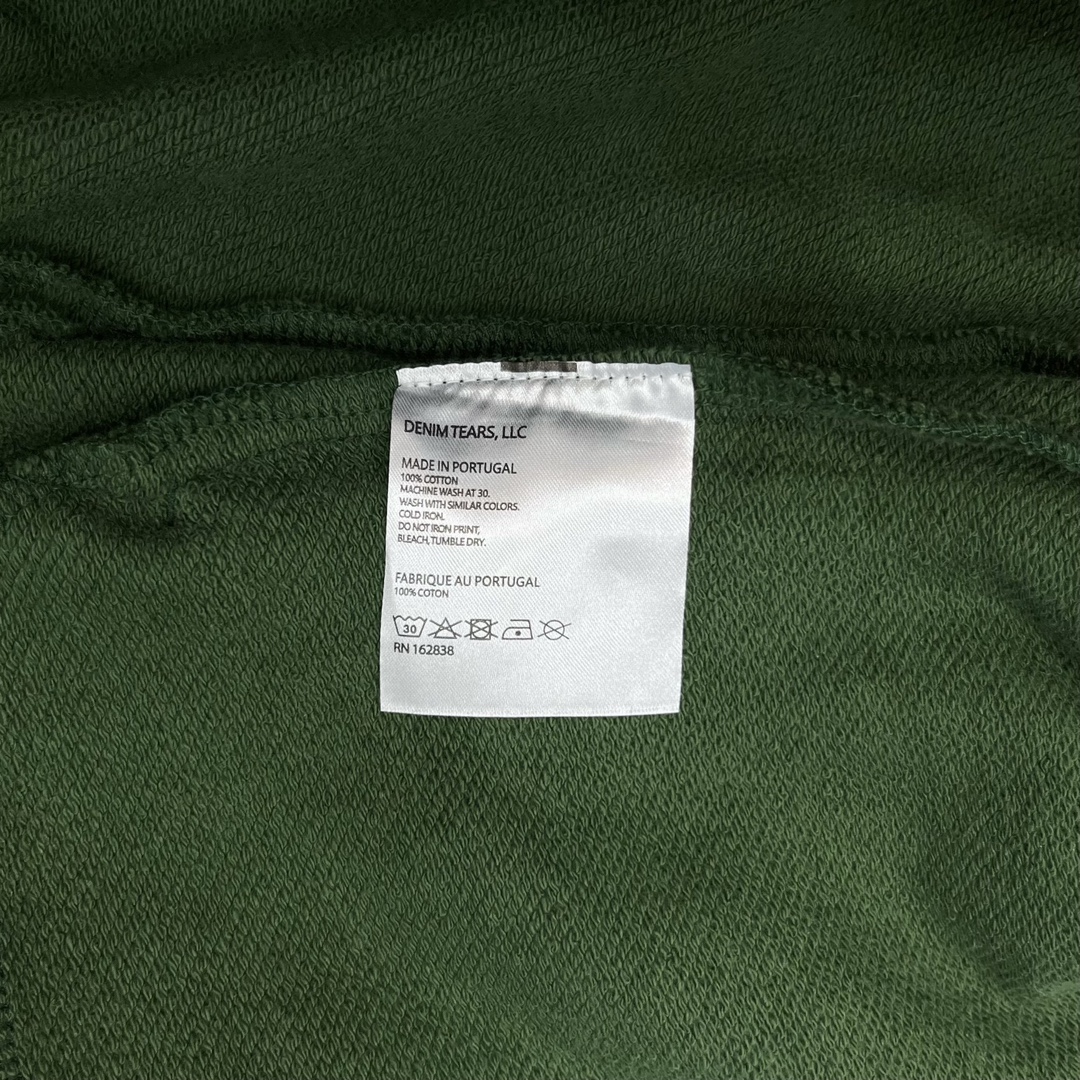 DENIM TEARS, LLC
MADE IN PORTUGAL
100% COTTON
MACHINE WASH AT 30.
WASH WITH SIMILAR COLORS.
COLD IRON.
DO NOT IRON PRINT,
BLEACH, TUMBLE DRY.
FABRIQUE AU PORTUGAL
100% COTON
30
RN 162838